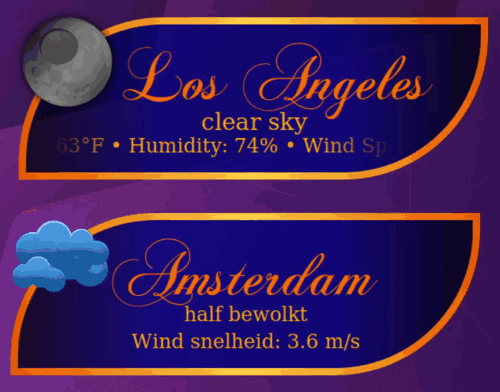 Los Angeles
clear sky
63°F • Humidity: 74% • Wind Sp
Amsterdam
half bewolkt
Wind snelheid: 3.6 m/s